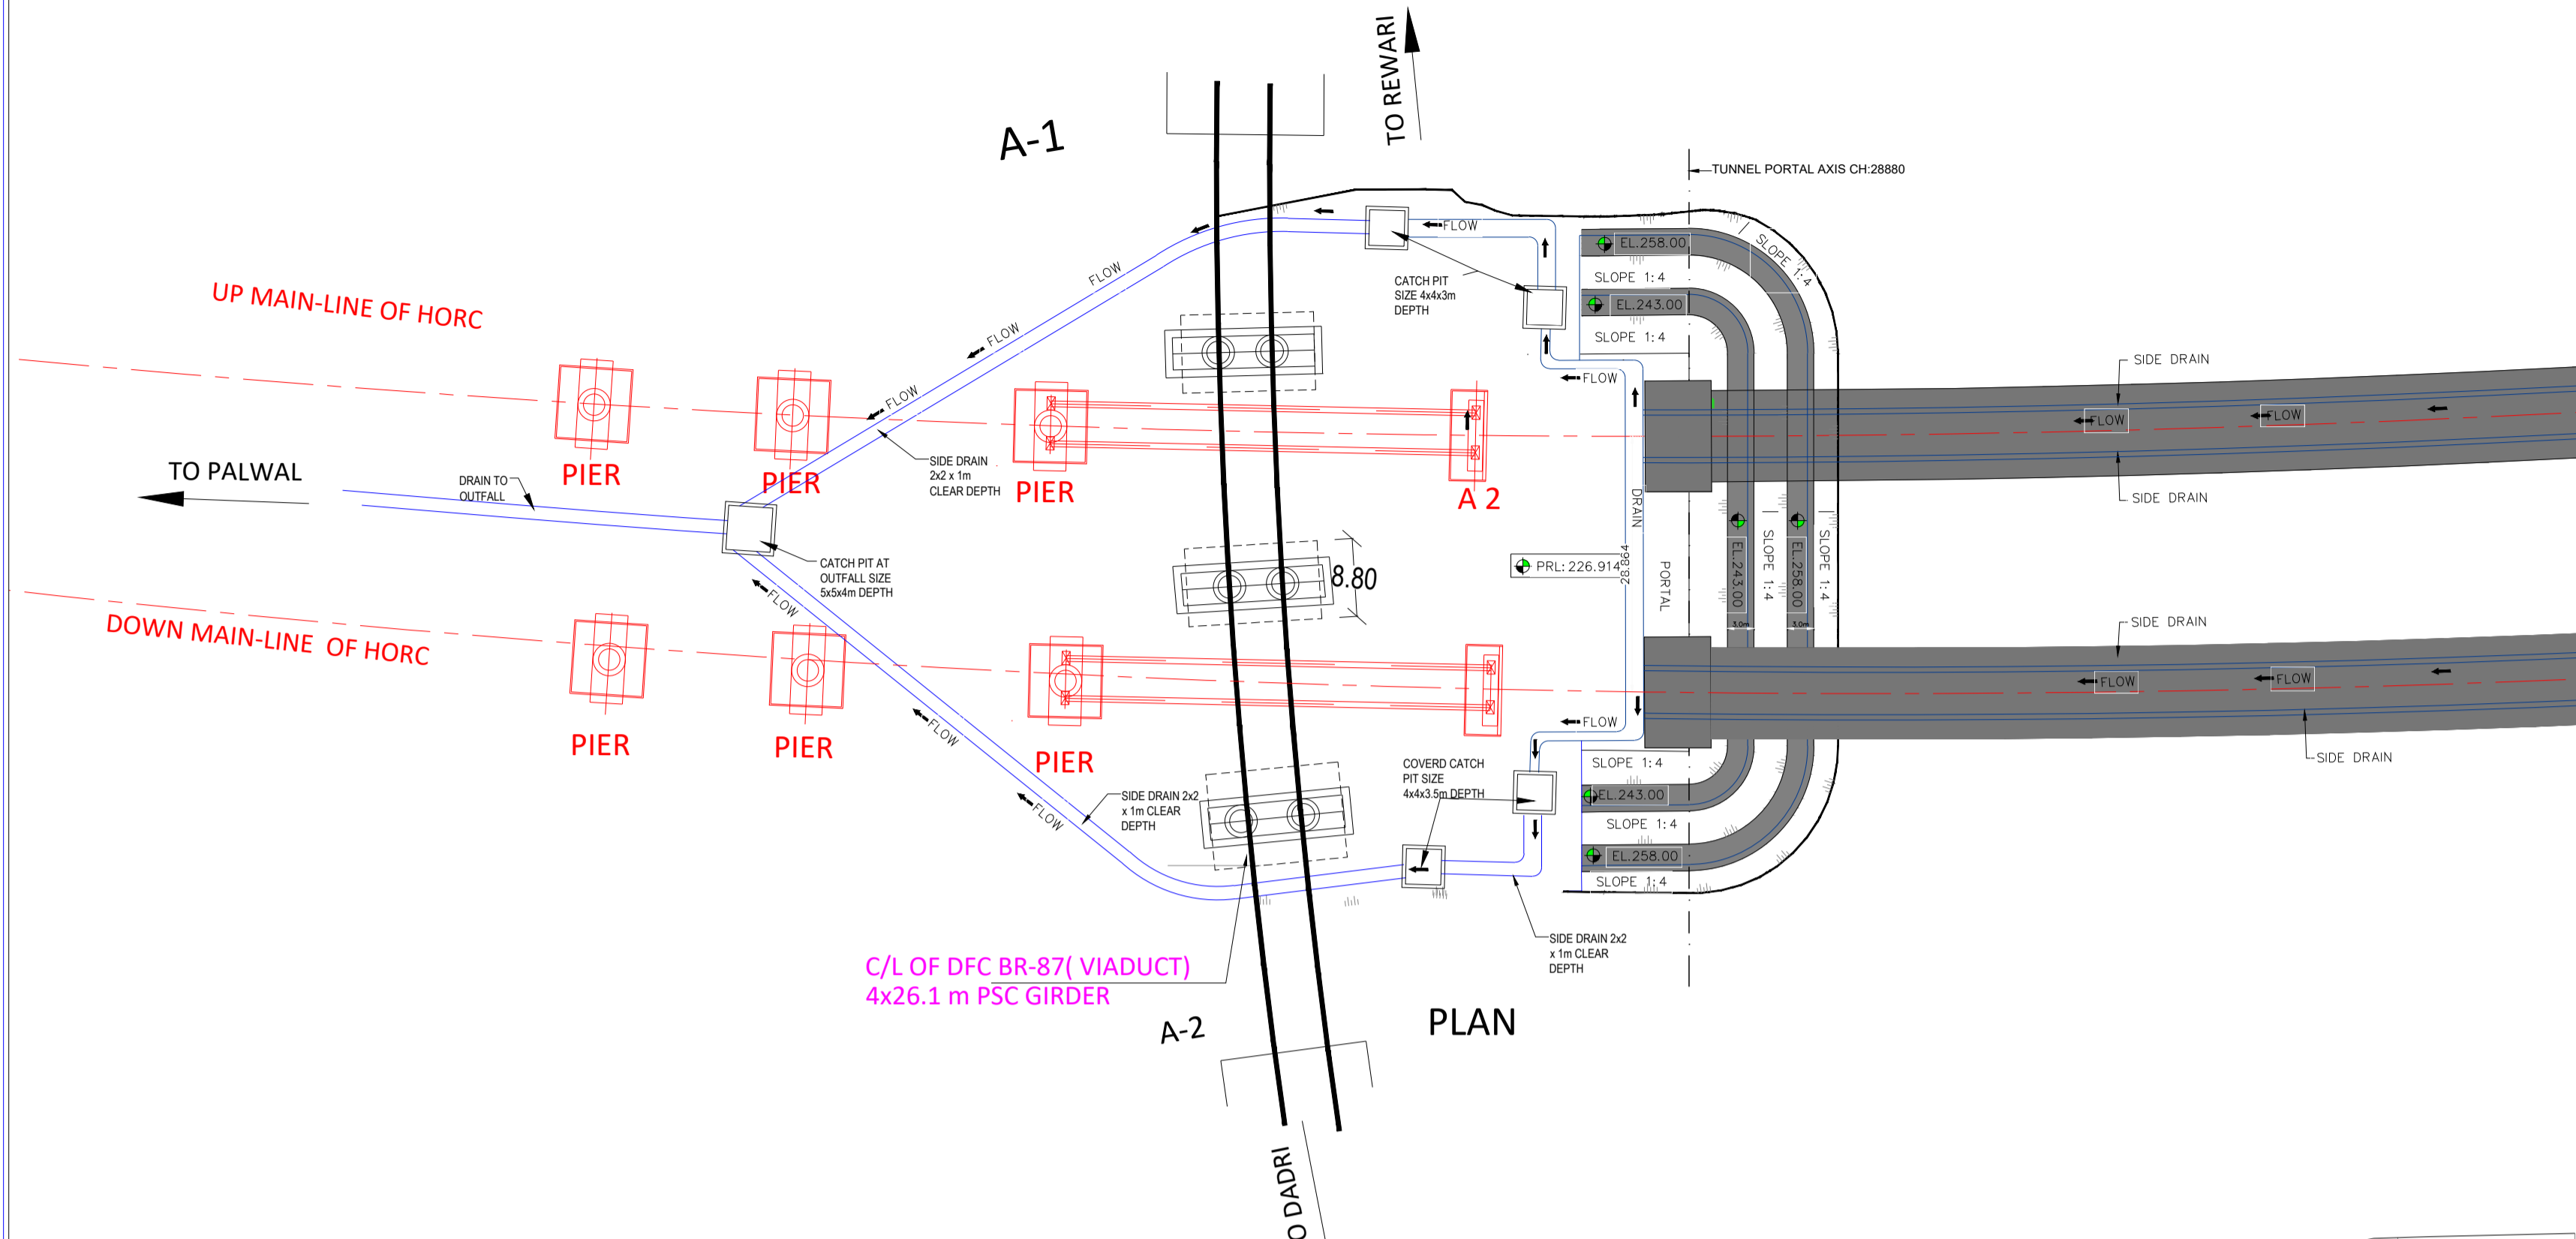 TO REWARI
A-1
TUNNEL PORTAL AXIS CH:28880
FLOW
EL.258.00
SLOPE 1:4
SLOPE 1:4
FLOW
CATCH PIT
SIZE 4x4x3m
DEPTH
EL.243.00
SLOPE 1:4
UP MAIN-LINE OF HORC
FLOW
FLOW
FLOW
SIDE DRAIN
FLOW
FLOW
TO PALWAL
DRAIN TO
OUTFALL
PIER
PIER
SIDE DRAIN
2x2 x 1m
CLEAR DEPTH
PIER
A 2
DRAIN
SIDE DRAIN
CATCH PIT AT
OUTFALL SIZE
5x5x4m DEPTH
8.80
PRL: 226.914
28.864
PORTAL
EL.243.00
SLOPE 1:4
EL.258.00
SLOPE 1:4
3.0m
3.0m
FLOW
DOWN MAIN-LINE OF HORC
SIDE DRAIN
FLOW
FLOW
FLOW
FLOW
PIER
PIER
PIER
COVERD CATCH
PIT SIZE
4x4x3.5m DEPTH
SLOPE 1:4
SIDE DRAIN
FLOW
SIDE DRAIN 2x2
x 1m CLEAR
DEPTH
EL.243.00
SLOPE 1:4
EL.258.00
SLOPE 1:4
SIDE DRAIN 2x2
x 1m CLEAR
DEPTH
C/L OF DFC BR-87( VIADUCT)
4x26.1 m PSC GIRDER
A-2
PLAN
O DADRI